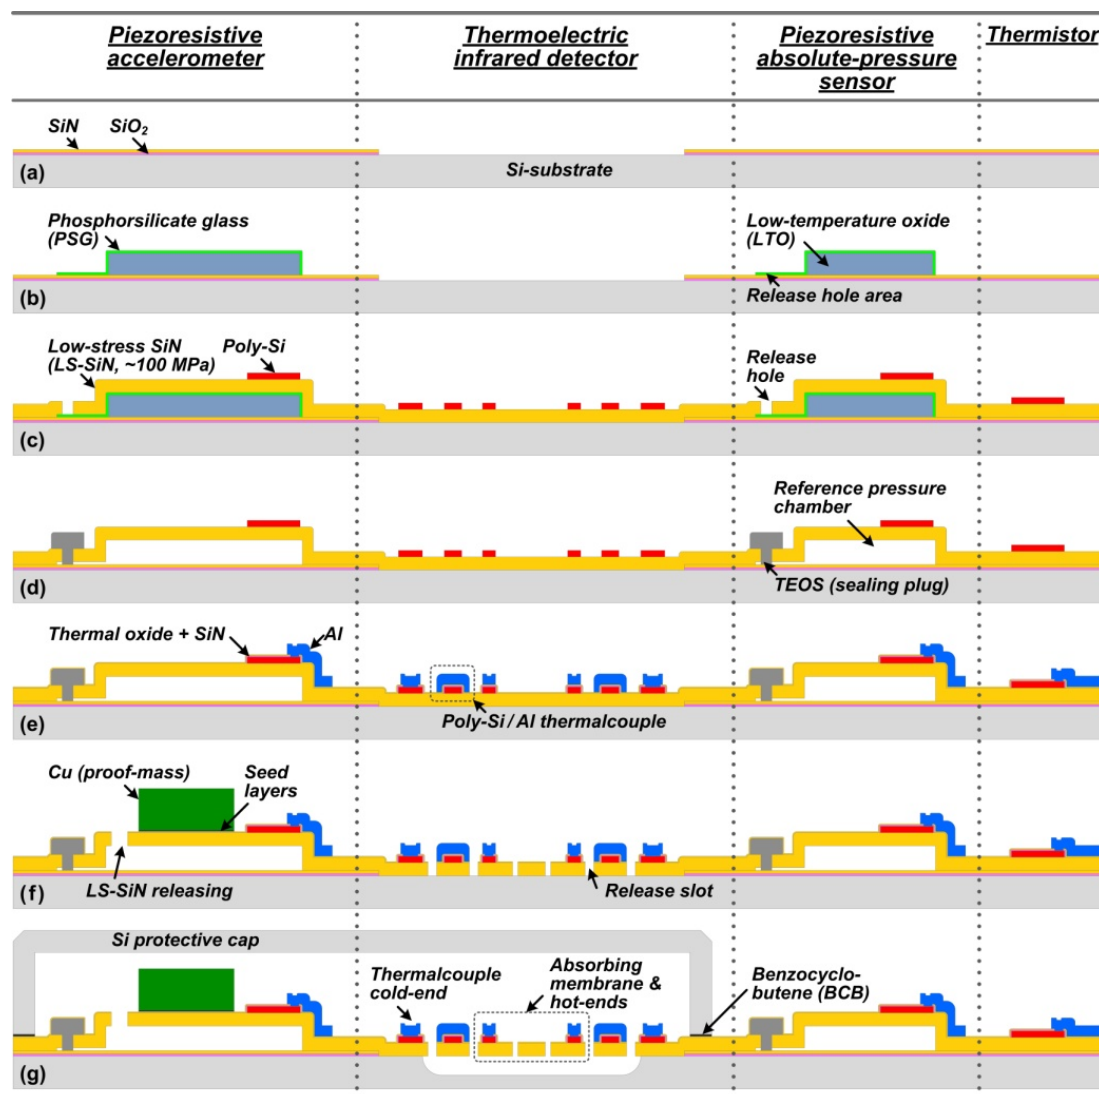 Piezoresistive
accelerometer
Thermoelectric
infrared detector
Piezoresistive
absolute-pressure
sensor
Thermistor
SiN
SiO2
(a)
Si-substrate
Phosphorsilicate glass
(PSG)
Low-temperature oxide
(LTO)
(b)
Release hole area
Low-stress SiN
(LS-SiN, ~100 MPa)
Poly-Si
Release
hole
(c)
Reference pressure
chamber
(d)
TEOS (sealing plug)
Thermal oxide + SiN
Al
(e)
Poly-Si / Al thermalcouple
Cu (proof-mass)
Seed
layers
(f)
LS-SiN releasing
Release slot
Si protective cap
Thermalcouple
cold-end
Absorbing
membrane &
hot-ends
Benzocyclo-
butene (BCB)
(g)